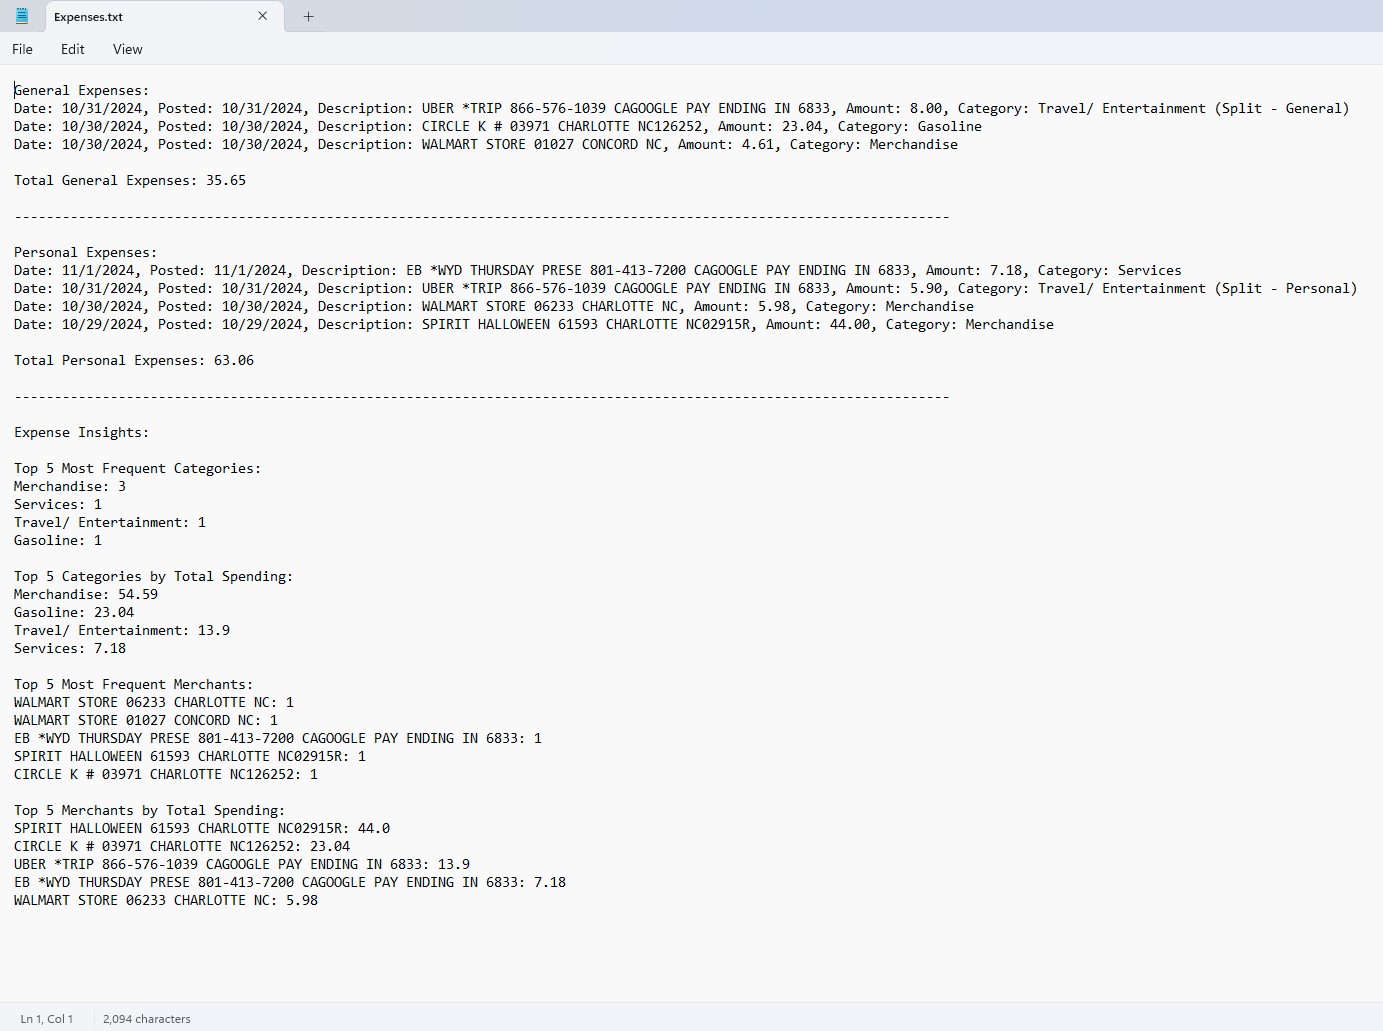 Expenses.txt
File Edit View
General Expenses:
Date: 10/31/2024, Posted: 10/31/2024, Description: UBER *TRIP 866-576-1039 CAGOOGLE PAY ENDING IN 6833, Amount: 8.00, Category: Travel/ Entertainment (Split - General)
Date: 10/30/2024, Posted: 10/30/2024, Description: CIRCLE K # 03971 CHARLOTTE NC126252, Amount: 23.04, Category: Gasoline
Date: 10/30/2024, Posted: 10/30/2024, Description: WALMART STORE 01027 CONCORD NC, Amount: 4.61, Category: Merchandise
Total General Expenses: 35.65
---------------------------------------------------------------------------------------------------------------------
Personal Expenses:
Date: 11/1/2024, Posted: 11/1/2024, Description: EB *WYD THURSDAY PRESE 801-413-7200 CAGOOGLE PAY ENDING IN 6833, Amount: 7.18, Category: Services
Date: 10/31/2024, Posted: 10/31/2024, Description: UBER *TRIP 866-576-1039 CAGOOGLE PAY ENDING IN 6833, Amount: 5.90, Category: Travel/ Entertainment (Split - Personal)
Date: 10/30/2024, Posted: 10/30/2024, Description: WALMART STORE 06233 CHARLOTTE NC, Amount: 5.98, Category: Merchandise
Date: 10/29/2024, Posted: 10/29/2024, Description: SPIRIT HALLOWEEN 61593 CHARLOTTE NC02915R, Amount: 44.00, Category: Merchandise
Total Personal Expenses: 63.06
---------------------------------------------------------------------------------------------------------------------
Expense Insights:
Top 5 Most Frequent Categories:
Merchandise: 3
Services: 1
Travel/ Entertainment: 1
Gasoline: 1
Top 5 Categories by Total Spending:
Merchandise: 54.59
Gasoline: 23.04
Travel/ Entertainment: 13.9
Services: 7.18
Top 5 Most Frequent Merchants:
WALMART STORE 06233 CHARLOTTE NC: 1
WALMART STORE 01027 CONCORD NC: 1
EB *WYD THURSDAY PRESE 801-413-7200 CAGOOGLE PAY ENDING IN 6833: 1
SPIRIT HALLOWEEN 61593 CHARLOTTE NC02915R: 1
CIRCLE K # 03971 CHARLOTTE NC126252: 1
Top 5 Merchants by Total Spending:
SPIRIT HALLOWEEN 61593 CHARLOTTE NC02915R: 44.0
CIRCLE K # 03971 CHARLOTTE NC126252: 23.04
UBER *TRIP 866-576-1039 CAGOOGLE PAY ENDING IN 6833: 13.9
EB *WYD THURSDAY PRESE 801-413-7200 CAGOOGLE PAY ENDING IN 6833: 7.18
WALMART STORE 06233 CHARLOTTE NC: 5.98
Ln 1, Col 1 2,094 characters